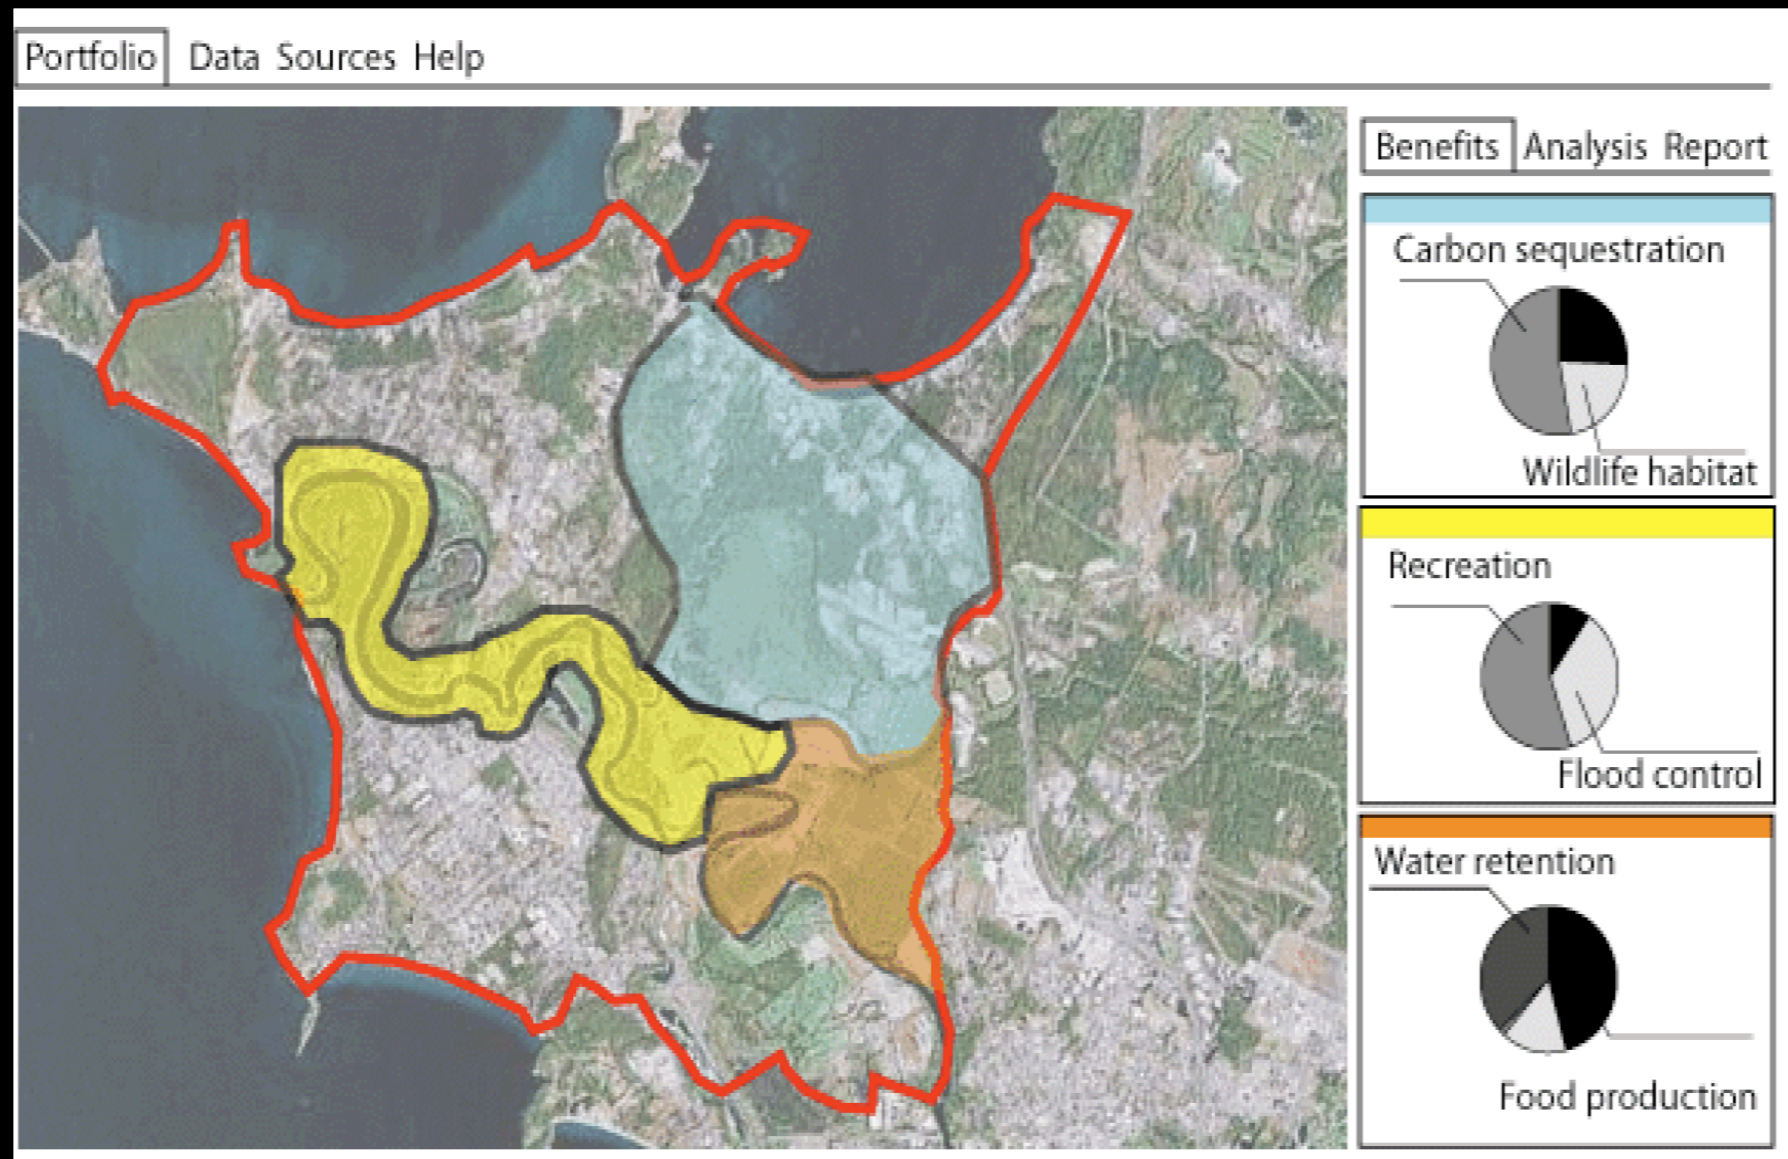 Portfolio Data Sources Help
Benefits Analysis Report
Carbon sequestration
Wildlife habitat
Recreation
Flood control
Water retention
Food production